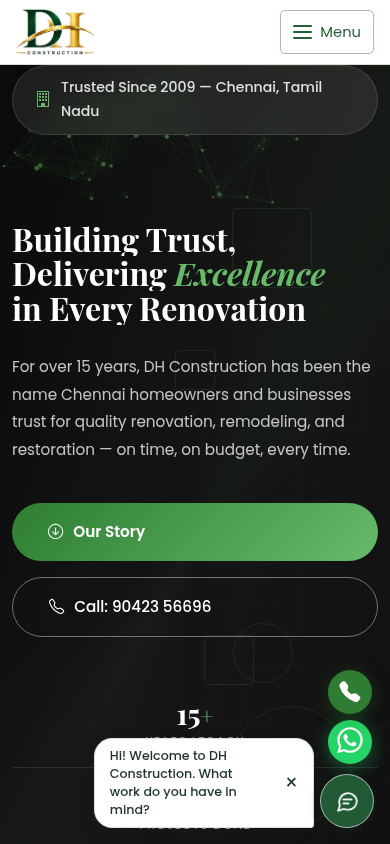 DH
CONSTRUCTION
Menu
Trusted Since 2009 — Chennai, Tamil
Nadu
Building Trust,
Delivering Excellence
in Every Renovation
For over 15 years, DH Construction has been the
name Chennai homeowners and businesses
trust for quality renovation, remodeling, and
restoration — on time, on budget, every time.
Our Story
Call: 90423 56696
15+
Hi! Welcome to DH
Construction. What
work do you have in
mind?
×